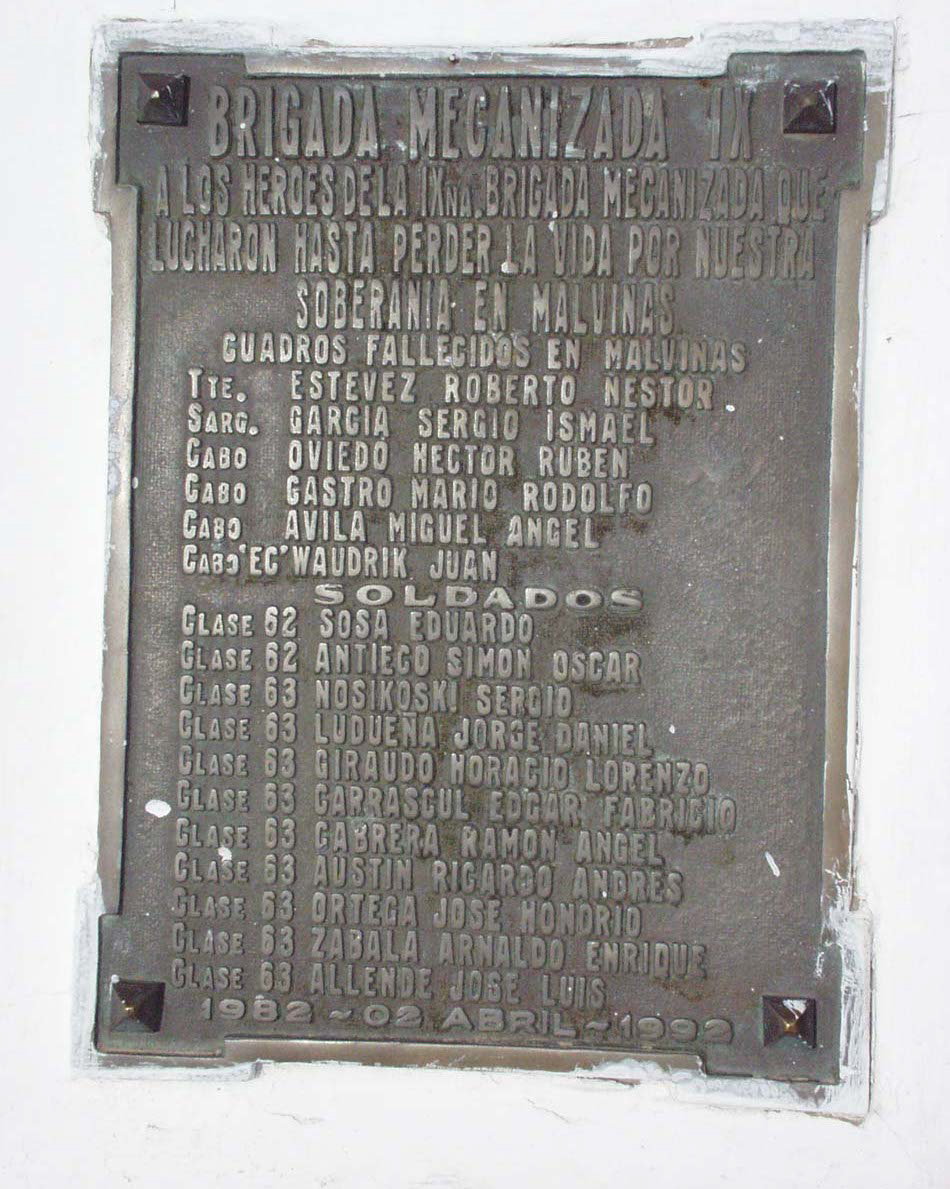 BRIGADA MECANIZADA IX
A LOS HEROES DE LA IXNA. BRIGADA MECANIZADA QUE
LUCHARON HASTA PERDER LA VIDA POR NUESTRA
SOBERANIA EN MALVINAS
CUADROS FALLECIDOS EN MALVINAS
TTE. ESTEVEZ ROBERTO NESTOR
SARG. GARCIA SERGIO ISMAEL
CABO OVIEDO HECTOR RUBEN
CABO CASTRO MARIO RODOLFO
CABO AVILA MIGUEL ANGEL
CABO "EC" WAUDRIK JUAN
SOLDADOS
CLASE 62 SOSA EDUARDO
CLASE 62 ANTIECO SIMON OSCAR
CLASE 63 NOSIKOSKI SERGIO
CLASE 63 LUDUEÑA JORGE DANIEL
CLASE 63 GIRAUDO HORACIO LORENZO
CLASE 63 CARRASCUL EDGAR FABRICIO
CLASE 63 CABRERA RAMON ANGEL
CLASE 63 AUSTIN RICARDO ANDRES
CLASE 63 ORTEGA JOSE HONORIO
CLASE 63 ZABALA ARNALDO ENRIQUE
CLASE 63 ALLENDE JOSE LUIS
1982 ~ 02 ABRIL ~ 1992